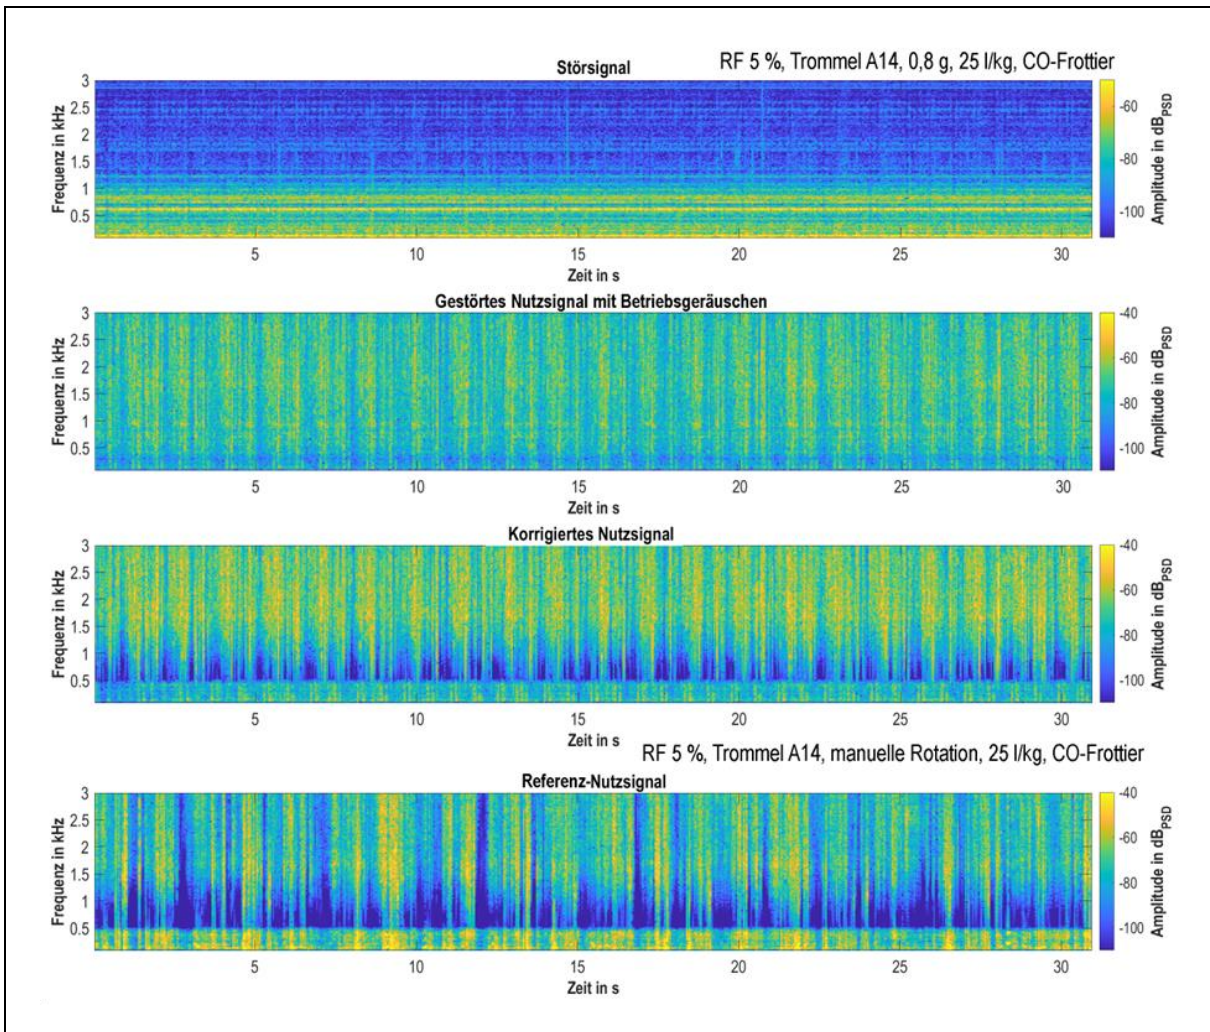 RF 5 %, Trommel A14, 0,8 g, 25 l/kg, CO-Frottier
Störsignal
Frequenz in kHz
3
2.5
2
1.5
1
0.5
5 10 15 20 25 30
Zeit in s
-60
-80
-100
Amplitude in dBPSD
Gestörtes Nutzsignal mit Betriebsgeräuschen
Frequenz in kHz
3
2.5
2
1.5
1
0.5
5 10 15 20 25 30
Zeit in s
-40
-60
-80
-100
Amplitude in dBPSD
Korrigiertes Nutzsignal
Frequenz in kHz
3
2.5
2
1.5
1
0.5
5 10 15 20 25 30
Zeit in s
-40
-60
-80
-100
Amplitude in dBPSD
RF 5 %, Trommel A14, manuelle Rotation, 25 l/kg, CO-Frottier
Referenz-Nutzsignal
Frequenz in kHz
3
2.5
2
1.5
1
0.5
5 10 15 20 25 30
Zeit in s
-40
-60
-80
-100
Amplitude in dBPSD